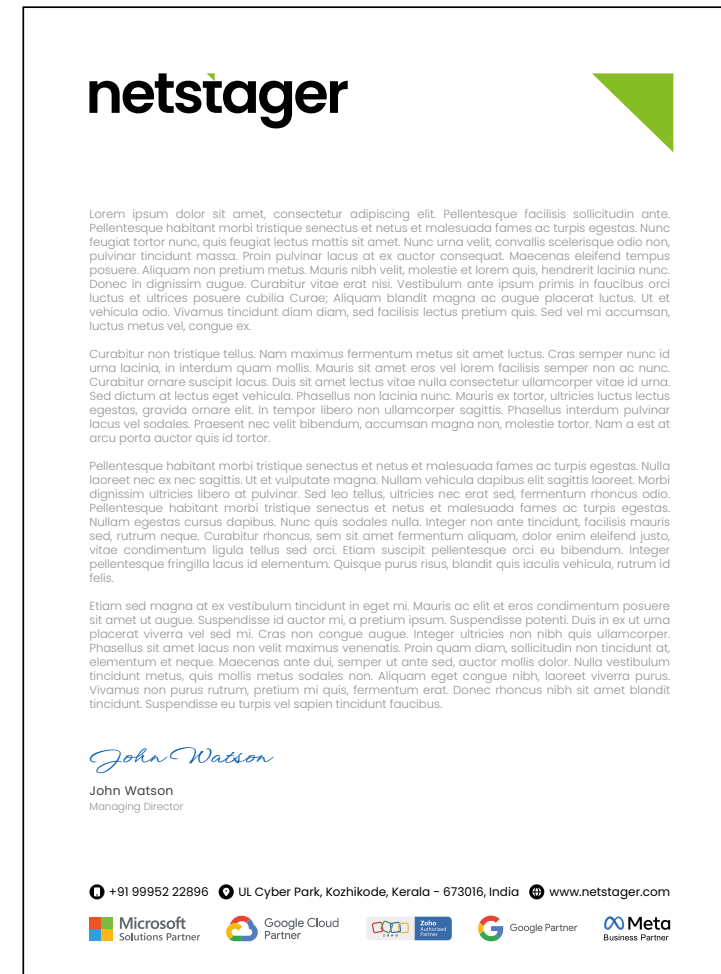 netstager
Lorem ipsum dolor sit amet, consectetur adipiscing elit. Pellentesque facilisis sollicitudin ante.
Pellentesque habitant morbi tristique senectus et netus et malesuada fames ac turpis egestas. Nunc
feugiat tortor nunc, quis feugiat lectus mattis sit amet. Nunc urna velit, convallis scelerisque odio non,
pulvinar tincidunt massa. Proin pulvinar lacus at ex auctor consequat. Maecenas eleifend tempus
posuere. Aliquam non pretium metus. Mauris nibh velit, molestie et lorem quis, hendrerit lacinia nunc.
Donec in dignissim augue. Curabitur vitae erat nisi. Vestibulum ante ipsum primis in faucibus orci
luctus et ultrices posuere cubilia Curae; Aliquam blandit magna ac augue placerat luctus. Ut et
vehicula odio. Vivamus tincidunt diam diam, sed facilisis lectus pretium quis. Sed vel mi accumsan,
luctus metus vel, congue ex.
Curabitur non tristique tellus. Nam maximus fermentum metus sit amet luctus. Cras semper nunc id
urna lacinia, in interdum quam mollis. Mauris sit amet eros vel lorem facilisis semper non ac nunc.
Curabitur ornare suscipit lacus. Duis sit amet lectus vitae nulla consectetur ullamcorper vitae id urna.
Sed dictum at lectus eget vehicula. Phasellus non lacinia nunc. Mauris ex tortor, ultricies luctus lectus
egestas, gravida ornare elit. In tempor libero non ullamcorper sagittis. Phasellus interdum pulvinar
lacus vel sodales. Praesent nec velit bibendum, accumsan magna non, molestie tortor. Nam a est at
arcu porta auctor quis id tortor.
Pellentesque habitant morbi tristique senectus et netus et malesuada fames ac turpis egestas. Nulla
laoreet nec ex nec sagittis. Ut et vulputate magna. Nullam vehicula dapibus elit sagittis laoreet. Morbi
dignissim ultricies libero at pulvinar. Sed leo tellus, ultricies nec erat sed, fermentum rhoncus odio.
Pellentesque habitant morbi tristique senectus et netus et malesuada fames ac turpis egestas.
Nullam egestas cursus dapibus. Nunc quis sodales nulla. Integer non ante tincidunt, facilisis mauris
sed, rutrum neque. Curabitur rhoncus, sem sit amet fermentum aliquam, dolor enim eleifend justo,
vitae condimentum ligula tellus sed orci. Etiam suscipit pellentesque orci eu bibendum. Integer
pellentesque fringilla lacus id elementum. Quisque purus risus, blandit quis iaculis vehicula, rutrum id
felis.
Etiam sed magna at ex vestibulum tincidunt in eget mi. Mauris ac elit et eros condimentum posuere
sit amet ut augue. Suspendisse id auctor mi, a pretium ipsum. Suspendisse potenti. Duis in ex ut urna
placerat viverra vel sed mi. Cras non congue augue. Integer ultricies non nibh quis ullamcorper.
Phasellus sit amet lacus non velit maximus venenatis. Proin quam diam, sollicitudin non tincidunt at,
elementum et neque. Maecenas ante dui, semper ut ante sed, auctor mollis dolor. Nulla vestibulum
tincidunt metus, quis mollis metus sodales non. Aliquam eget congue nibh, laoreet viverra purus.
Vivamus non purus rutrum, pretium mi quis, fermentum erat. Donec rhoncus nibh sit amet blandit
tincidunt. Suspendisse eu turpis vel sapien tincidunt faucibus.
John Watson
John Watson
Managing Director
+91 99952 22896 UL Cyber Park, Kozhikode, Kerala - 673016, India www.netstager.com
Microsoft
Solutions Partner
Google Cloud
Partner
ZOHO
Zoho
Authorized
Partner
Google Partner
Meta
Business Partner